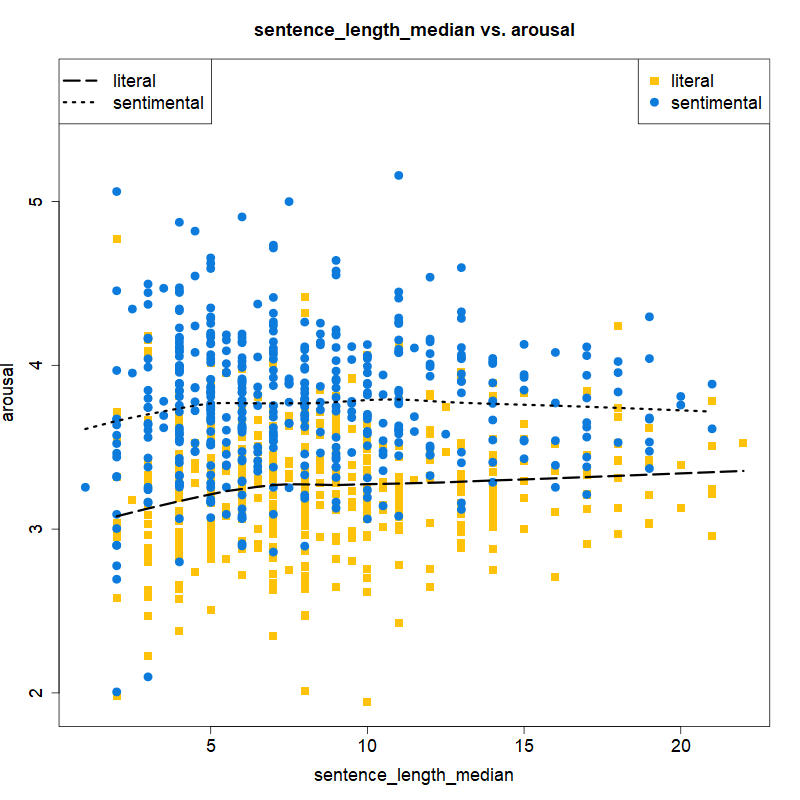 sentence_length_median vs. arousal
literal
sentimental
literal
sentimental
arousal
5
4
3
2
5
10
15
20
sentence_length_median